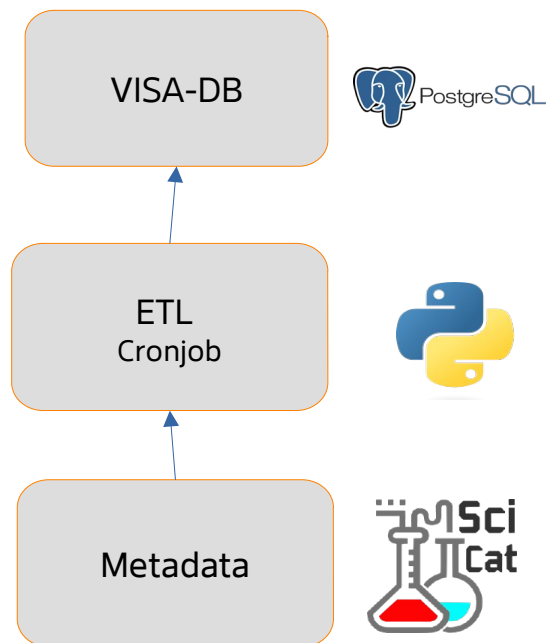 VISA-DB
PostgreSQL
ETL
Cronjob
Metadata
Sci
Cat